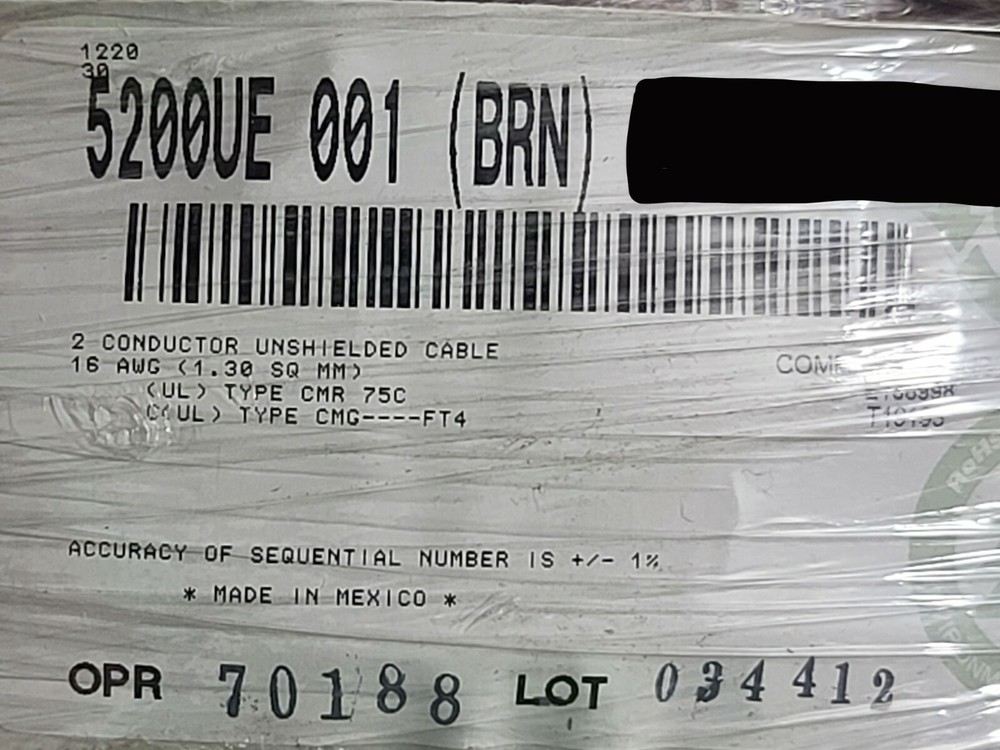 1220
30
5200UE 001 (BRN)
2 CONDUCTOR UNSHIELDED CABLE
16 AWG (1.30 SQ MM)
(UL) TYPE CMR 75C
C(UL) TYPE CMG----FT4
ACCURACY OF SEQUENTIAL NUMBER IS +/- 1%
* MADE IN MEXICO *
OPR 70188 LOT 034412